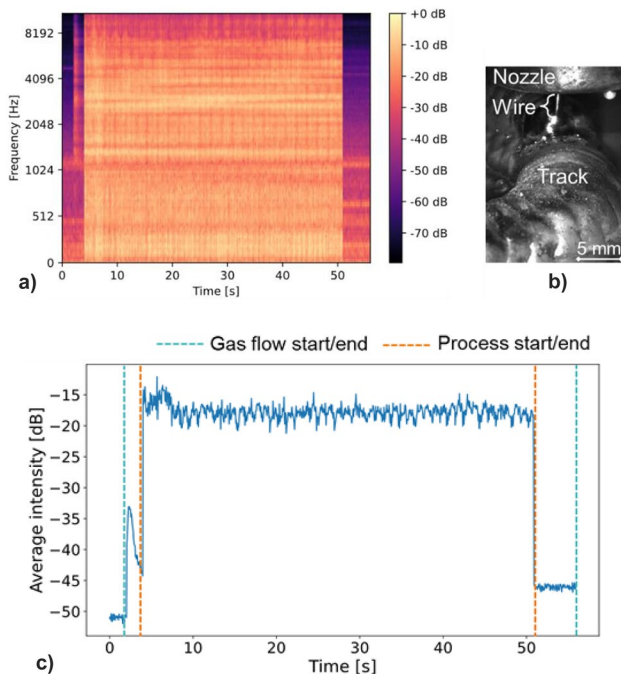 8192
4096
2048
1024
512
0
Frequency [Hz]
0 10 20 30 40 50
Time [s]
+0 dB
-10 dB
-20 dB
-30 dB
-40 dB
-50 dB
-60 dB
-70 dB
a)
Nozzle
Wire
Track
5 mm
b)
Gas flow start/end Process start/end
−15
−20
−25
−30
−35
−40
−45
−50
Average intensity [dB]
0 10 20 30 40 50
Time [s]
c)